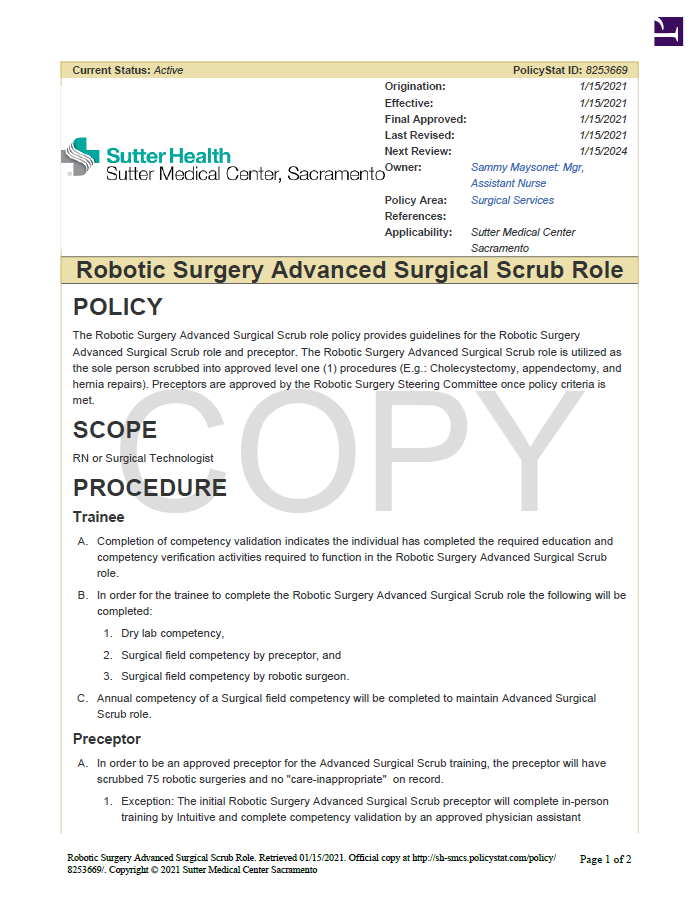 Current Status: Active PolicyStat ID: 8253669
Origination: 1/15/2021
Effective: 1/15/2021
Final Approved: 1/15/2021
Last Revised: 1/15/2021
Next Review: 1/15/2024
Owner: Sammy Maysonet: Mgr,
Assistant Nurse
Policy Area: Surgical Services
References:
Applicability: Sutter Medical Center
Sacramento
Sutter Health
Sutter Medical Center, Sacramento
Robotic Surgery Advanced Surgical Scrub Role
POLICY
The Robotic Surgery Advanced Surgical Scrub role policy provides guidelines for the Robotic Surgery
Advanced Surgical Scrub role and preceptor. The Robotic Surgery Advanced Surgical Scrub role is utilized as
the sole person scrubbed into approved level one (1) procedures (E.g.: Cholecystectomy, appendectomy, and
hernia repairs). Preceptors are approved by the Robotic Surgery Steering Committee once policy criteria is
met.
SCOPE
RN or Surgical Technologist
PROCEDURE
COPY
Trainee
A. Completion of competency validation indicates the individual has completed the required education and
competency verification activities required to function in the Robotic Surgery Advanced Surgical Scrub
role.
B. In order for the trainee to complete the Robotic Surgery Advanced Surgical Scrub role the following will be
completed:
1. Dry lab competency,
2. Surgical field competency by preceptor, and
3. Surgical field competency by robotic surgeon.
C. Annual competency of a Surgical field competency will be completed to maintain Advanced Surgical
Scrub role.
Preceptor
A. In order to be an approved preceptor for the Advanced Surgical Scrub training, the preceptor will have
scrubbed 75 robotic surgeries and no "care-inappropriate" on record.
1. Exception: The initial Robotic Surgery Advanced Surgical Scrub preceptor will complete in-person
training by Intuitive and complete competency validation by an approved physician assistant
Robotic Surgery Advanced Surgical Scrub Role. Retrieved 01/15/2021. Official copy at http://sh-smcs.policystat.com/policy/
8253669/. Copyright © 2021 Sutter Medical Center Sacramento
Page 1 of 2